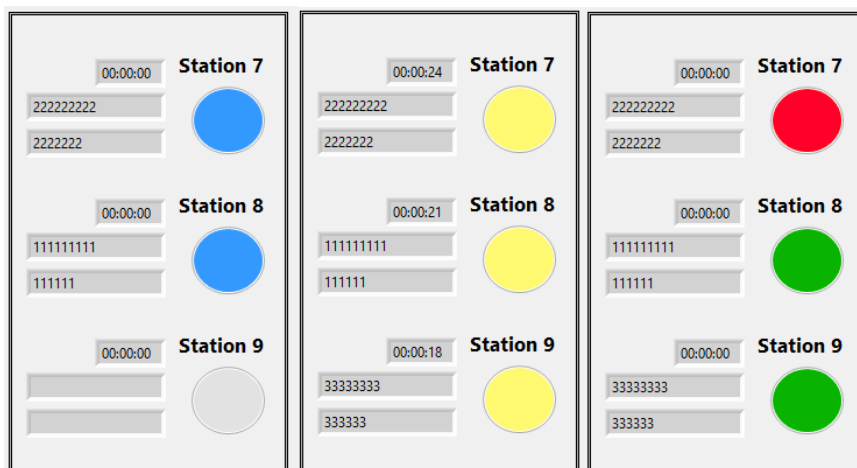 00:00:00 Station 7
222222222
2222222
00:00:00 Station 8
111111111
111111
00:00:00 Station 9
00:00:24 Station 7
222222222
2222222
00:00:21 Station 8
111111111
111111
00:00:18 Station 9
33333333
333333
00:00:00 Station 7
222222222
2222222
00:00:00 Station 8
111111111
111111
00:00:00 Station 9
33333333
333333